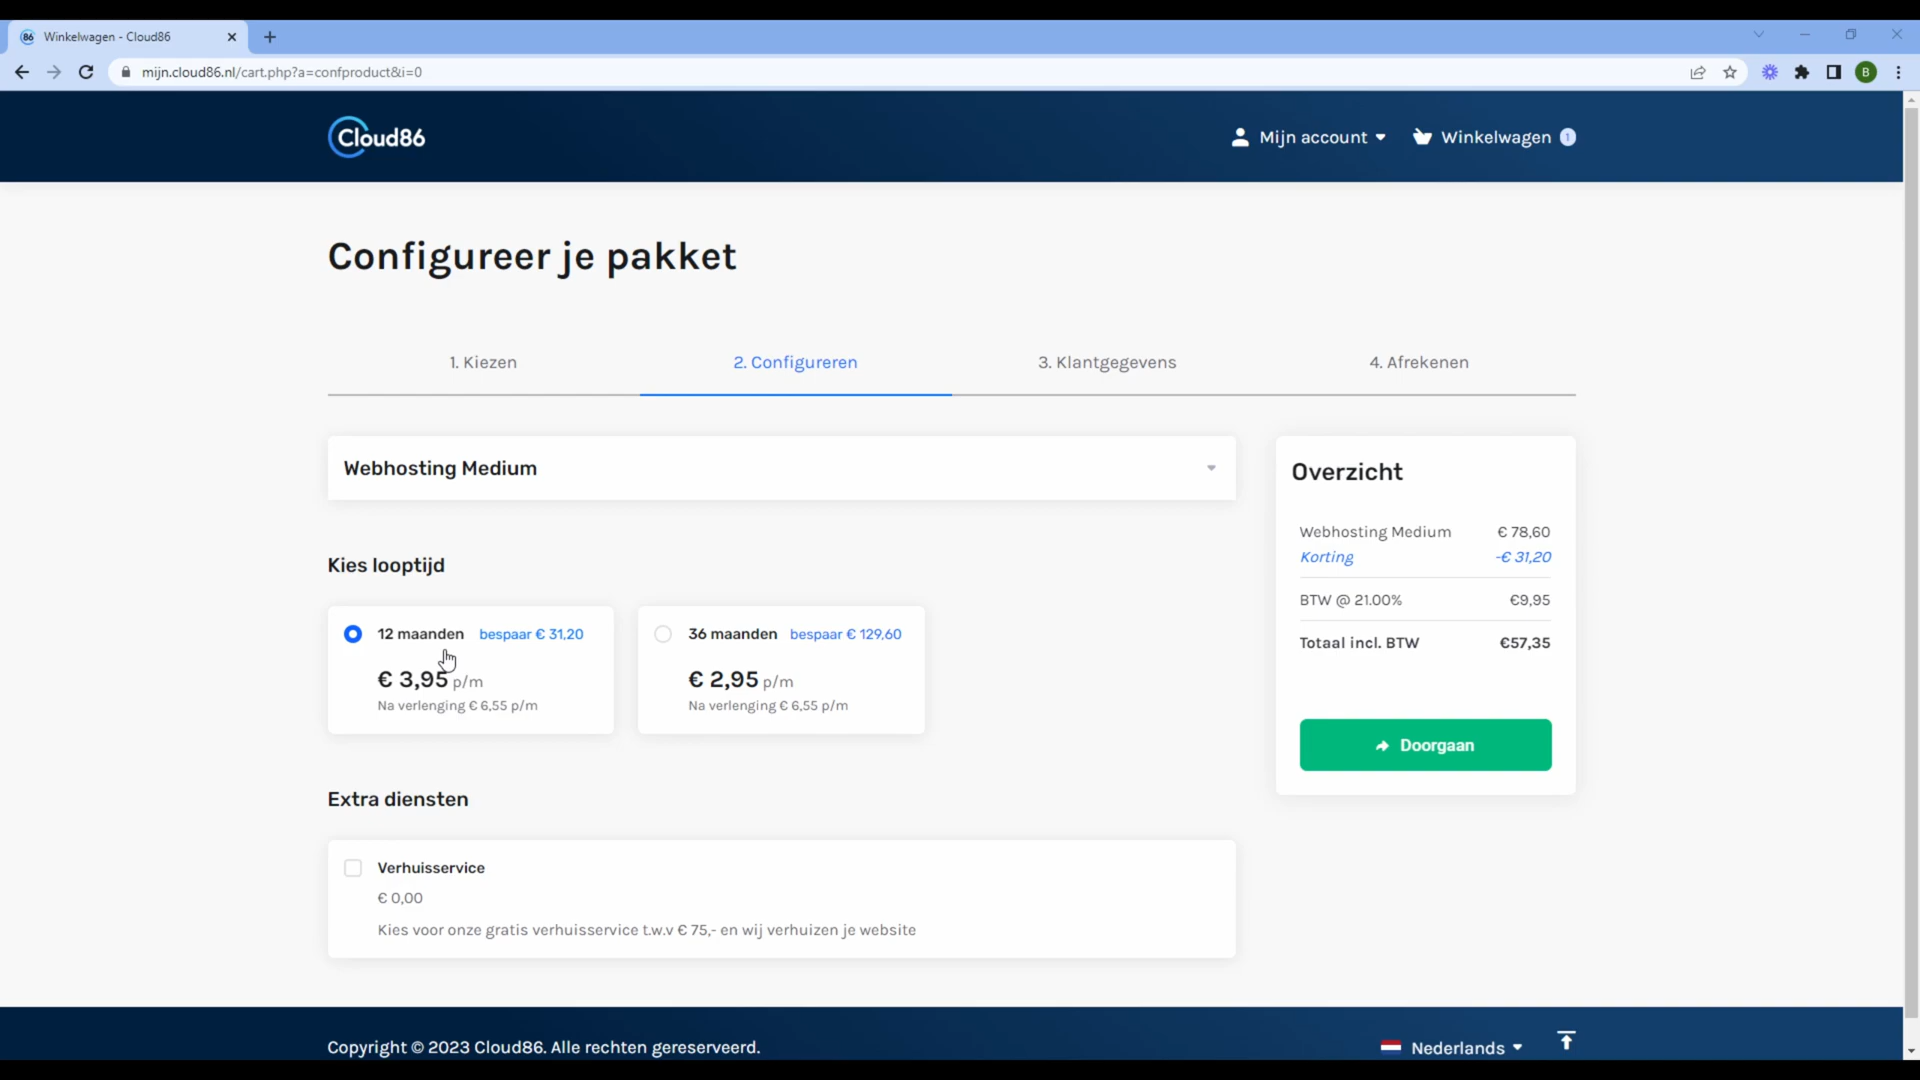 Winkelwagen - Cloud86
mijn.cloud86.nl/cart.php?a=confproduct&i=0
B
Cloud86
Mijn account
Winkelwagen 1
Configureer je pakket
1. Kiezen
2. Configureren
3. Klantgegevens
4. Afrekenen
Webhosting Medium
Kies looptijd
12 maanden bespaar € 31,20
€ 3,95 p/m
Na verlenging € 6,55 p/m
36 maanden bespaar € 129,60
€ 2,95 p/m
Na verlenging € 6,55 p/m
Extra diensten
Verhuisservice
€ 0,00
Kies voor onze gratis verhuisservice t.w.v € 75,- en wij verhuizen je website
Overzicht
Webhosting Medium € 78,60
Korting -€ 31,20
BTW @ 21.00% €9,95
Totaal incl. BTW €57,35
Doorgaan
Copyright © 2023 Cloud86. Alle rechten gereserveerd.
Nederlands